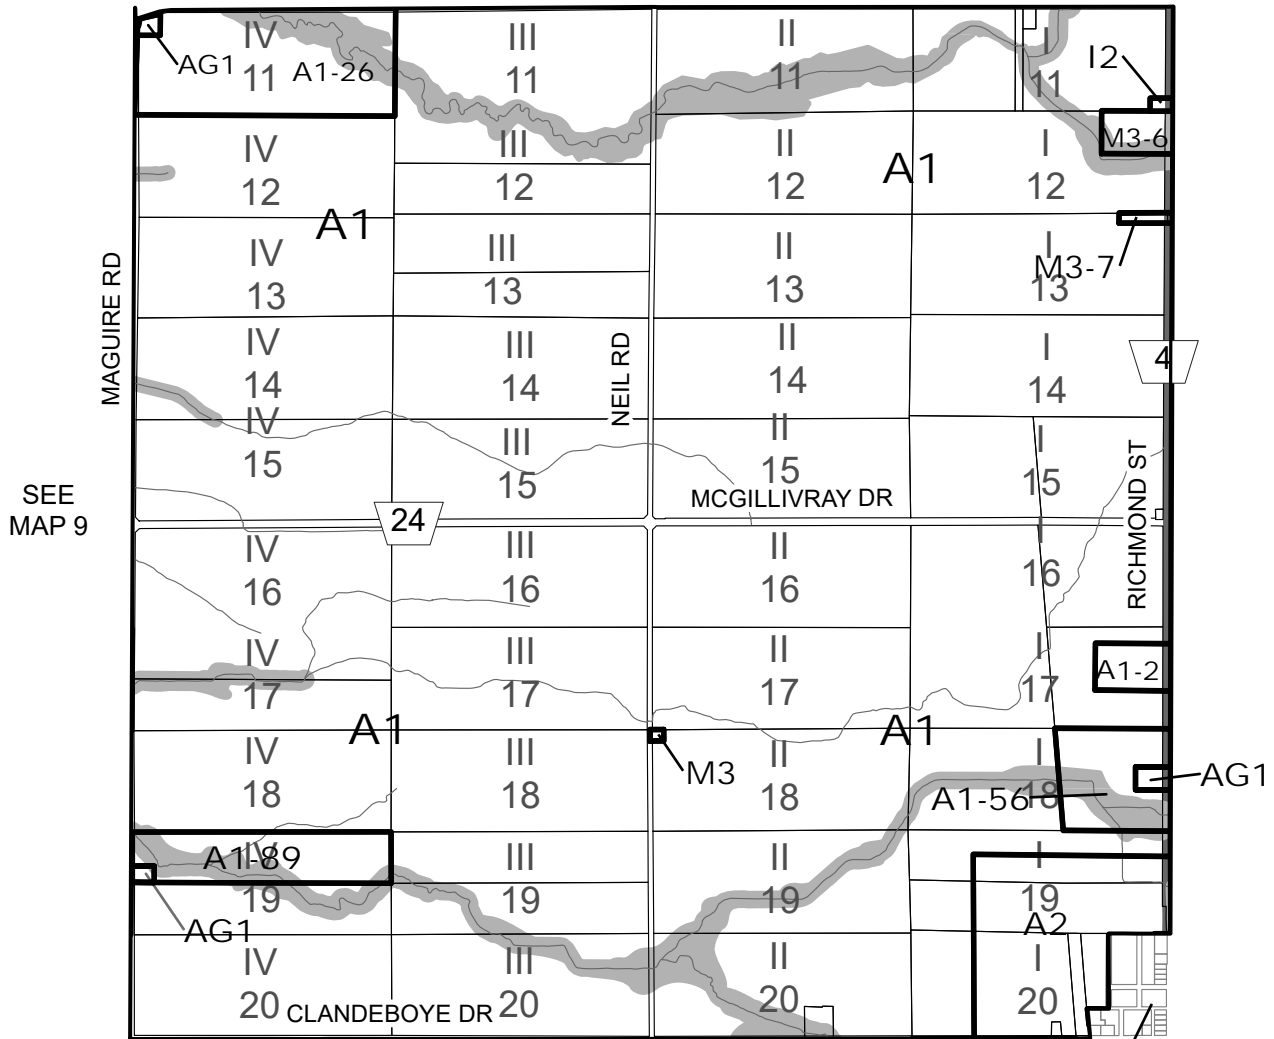 IV
III
II
I
11
11
11
11
AG1
A1-26
I2
M3-6
IV
III
II
I
12
12
12
12
A1
A1
IV
III
II
I
13
13
13
13
M3-7
MAGUIRE RD
NEIL RD
IV
III
II
I
14
14
14
14
4
IV
III
II
I
15
15
15
15
RICHMOND ST
SEE
MAP 9
24
MCGILLIVRAY DR
IV
III
II
I
16
16
16
16
IV
III
II
I
17
17
17
17
A1-2
A1
A1
IV
III
II
I
18
18
18
18
M3
A1-56
AG1
IV
III
II
I
A1-89
19
19
19
19
AG1
A2
IV
III
II
I
20
20
20
20
CLANDEBOYE DR